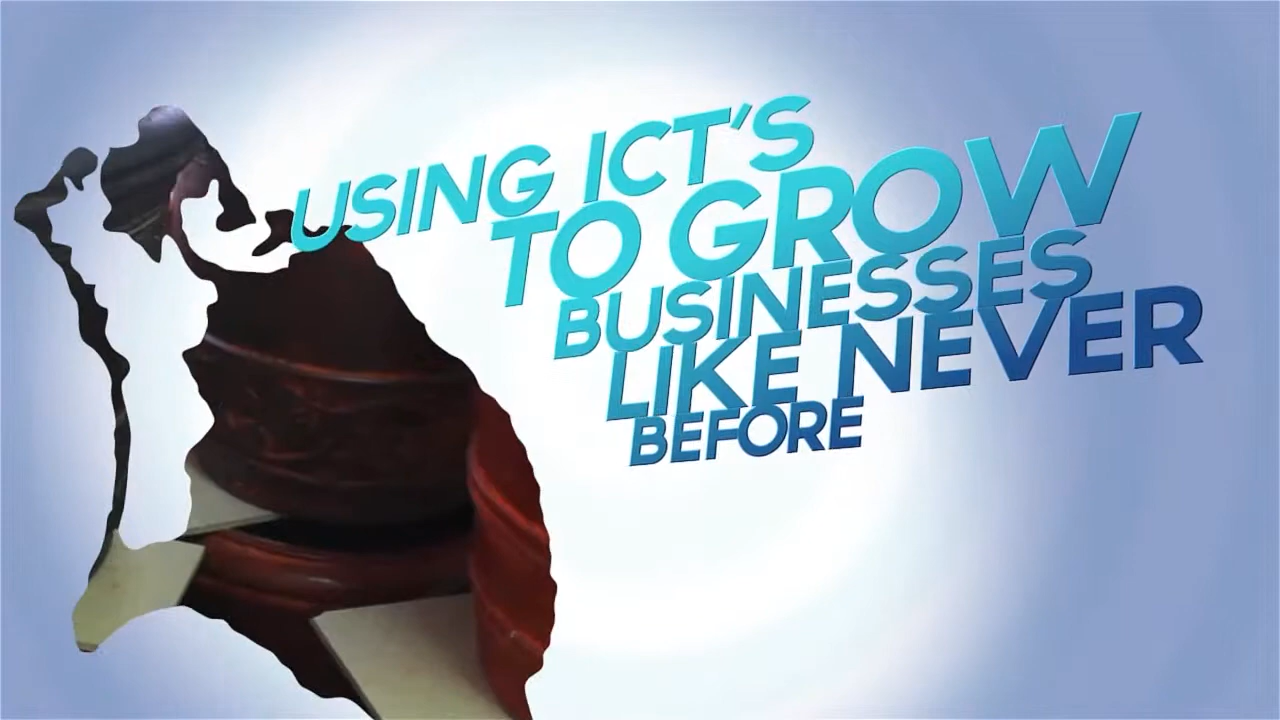 USING ICT'S
TO GROW
BUSINESSES
LIKE NEVER
BEFORE